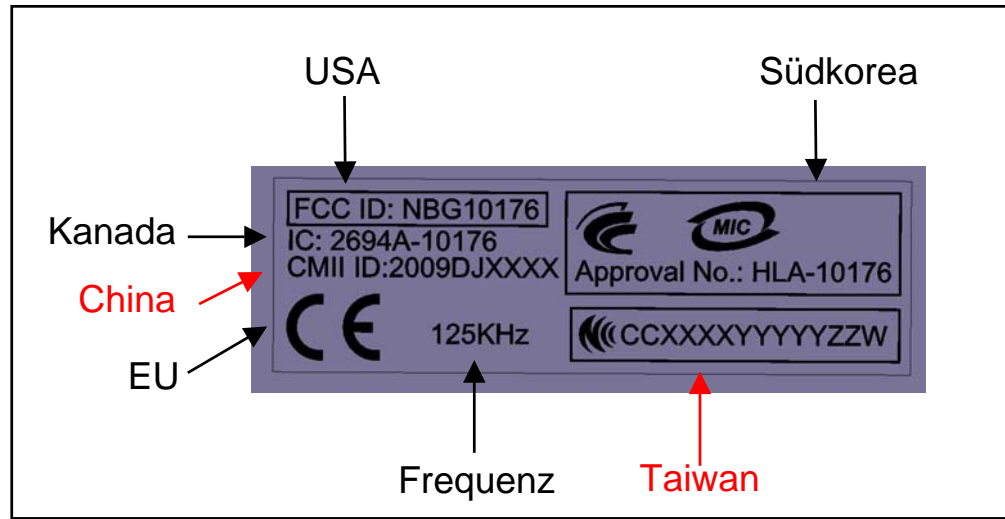 USA
Südkorea
Kanada
China
EU
FCC ID: NBG10176
IC: 2694A-10176
CMII ID:2009DJXXXX
CE
125KHz
MIC
Approval No.: HLA-10176
CCXXXXYYYYYZZW
Frequenz
Taiwan